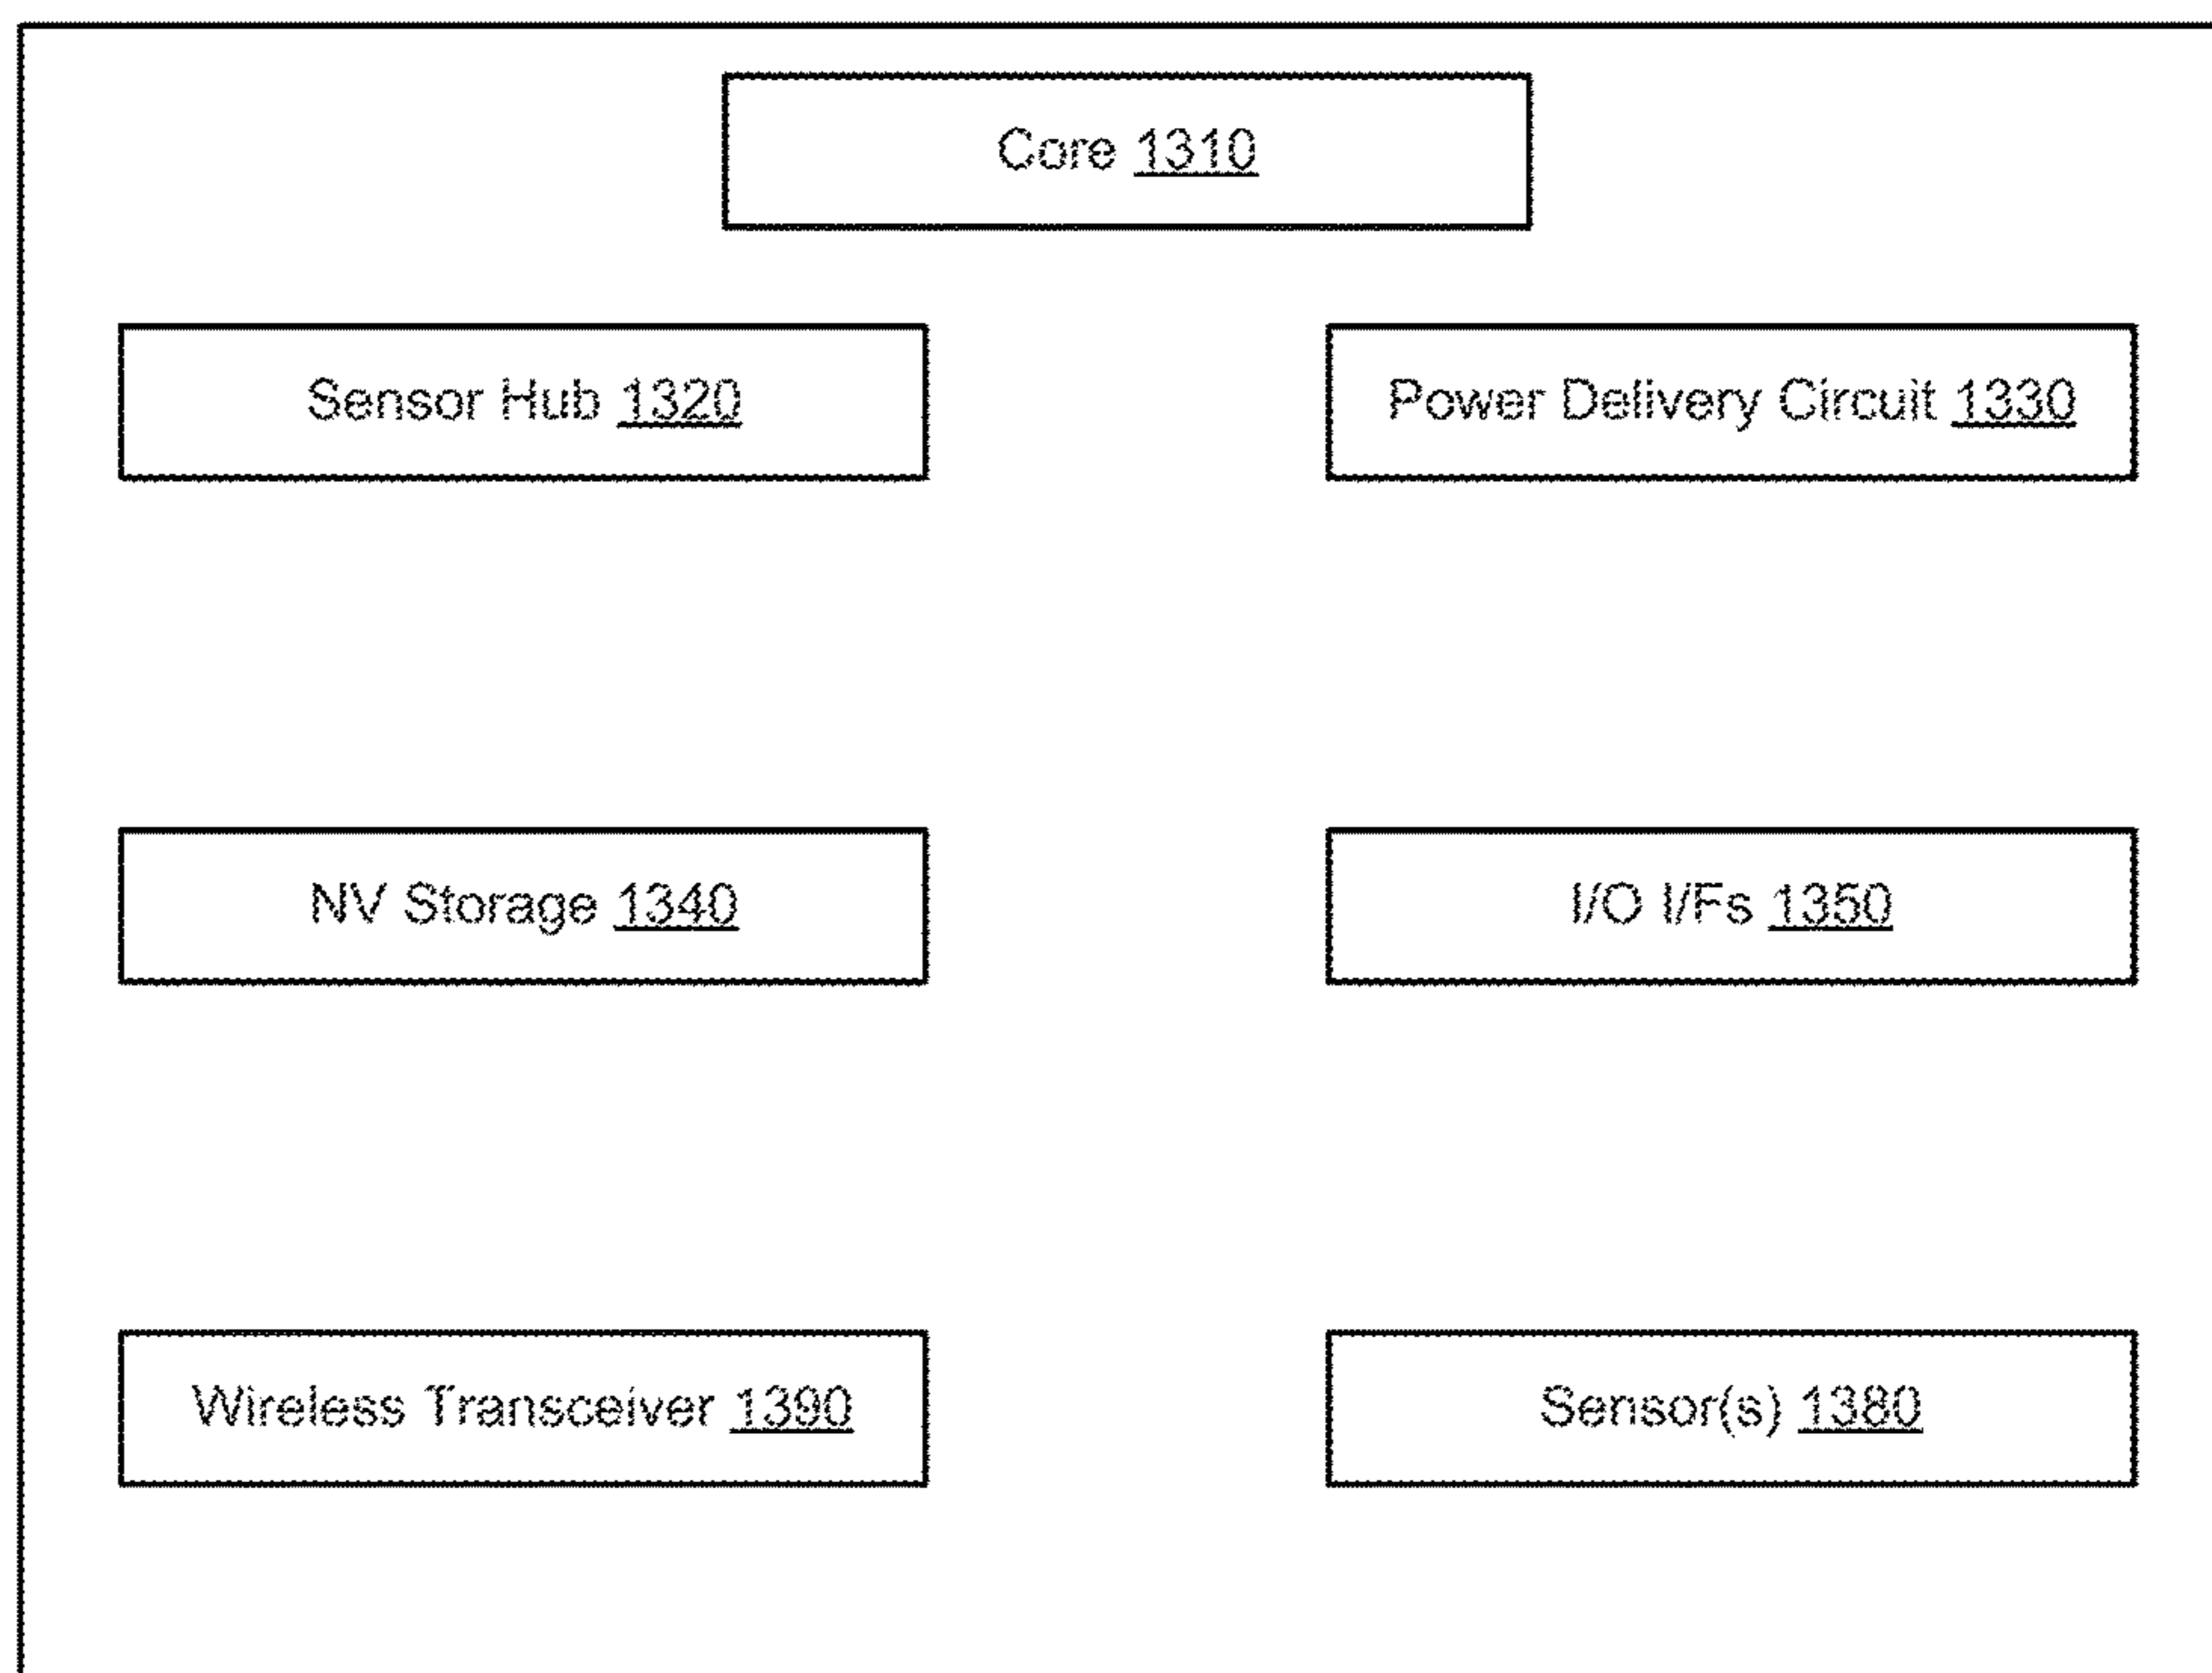 Core 1310
Sensor Hub 1320
Power Delivery Circuit 1330
NV Storage 1340
I/O I/Fs 1350
Wireless Transceiver 1390
Sensor(s) 1380